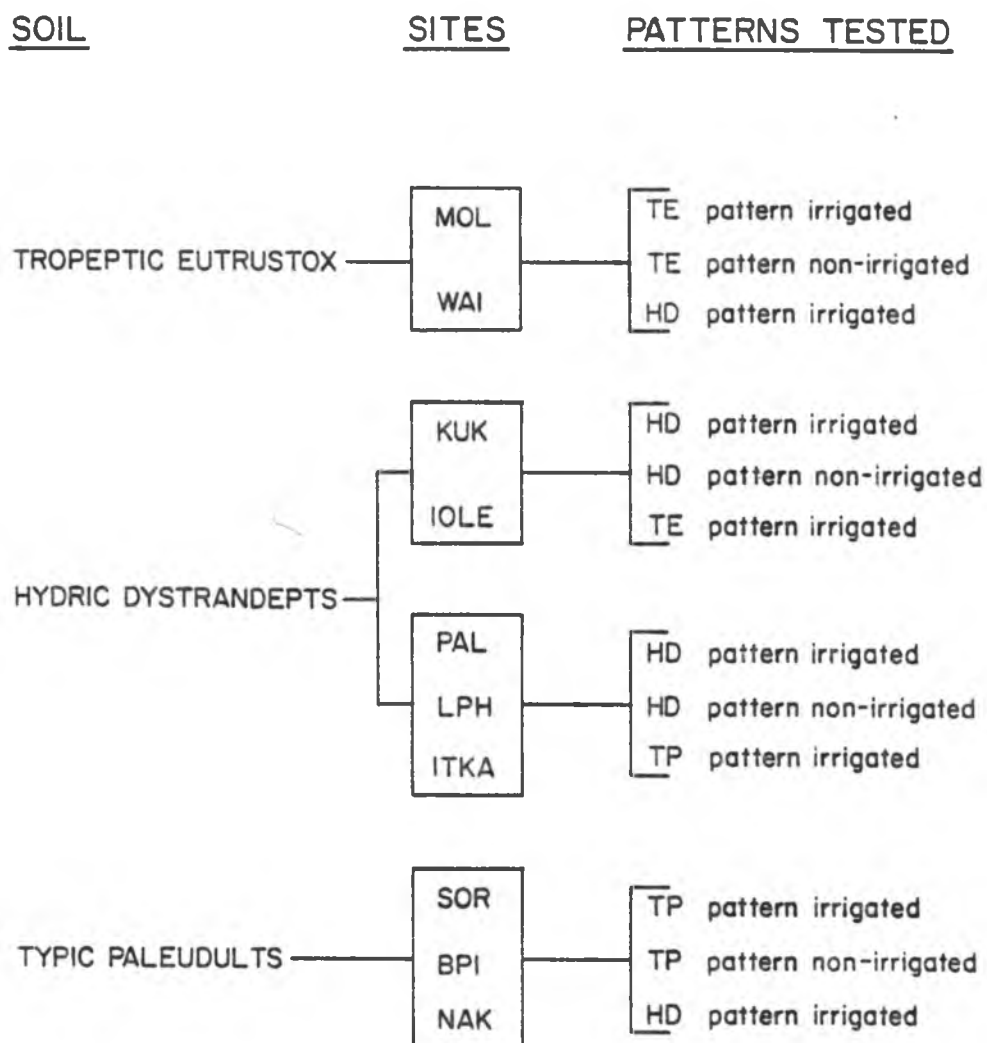 SOIL SITES PATTERNS TESTED
TROPEPTIC EUTRUSTOX
MOL
WAI
TE pattern irrigated
TE pattern non-irrigated
HD pattern irrigated
HYDRIC DYSTRANDEPTS
KUK
IOLE
HD pattern irrigated
HD pattern non-irrigated
TE pattern irrigated
PAL
LPH
ITKA
HD pattern irrigated
HD pattern non-irrigated
TP pattern irrigated
TYPIC PALEUDULTS
SOR
BPI
NAK
TP pattern irrigated
TP pattern non-irrigated
HD pattern irrigated